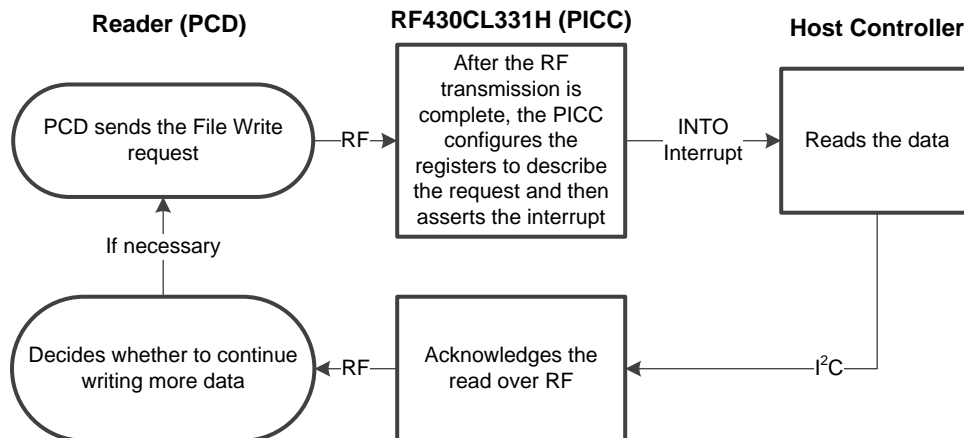 Reader (PCD)
RF430CL331H (PICC)
Host Controller
PCD sends the File Write
request
RF
After the RF
transmission is
complete, the PICC
configures the
registers to describe
the request and then
asserts the interrupt
INTO
Interrupt
Reads the data
If necessary
Decides whether to continue
writing more data
RF
Acknowledges the
read over RF
I²C